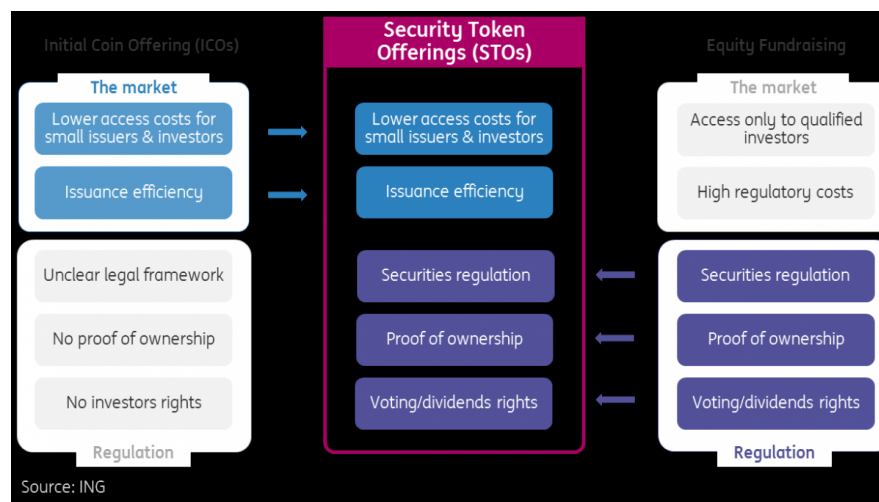 Initial Coin Offering (ICOs)
The market
Lower access costs for
small issuers & investors
Issuance efficiency
Unclear legal framework
No proof of ownership
No investors rights
Regulation
Security Token
Offerings (STOs)
Lower access costs for
small issuers & investors
Issuance efficiency
Securities regulation
Proof of ownership
Voting/dividends rights
Equity Fundraising
The market
Access only to qualified
investors
High regulatory costs
Securities regulation
Proof of ownership
Voting/dividends rights
Regulation
Source: ING